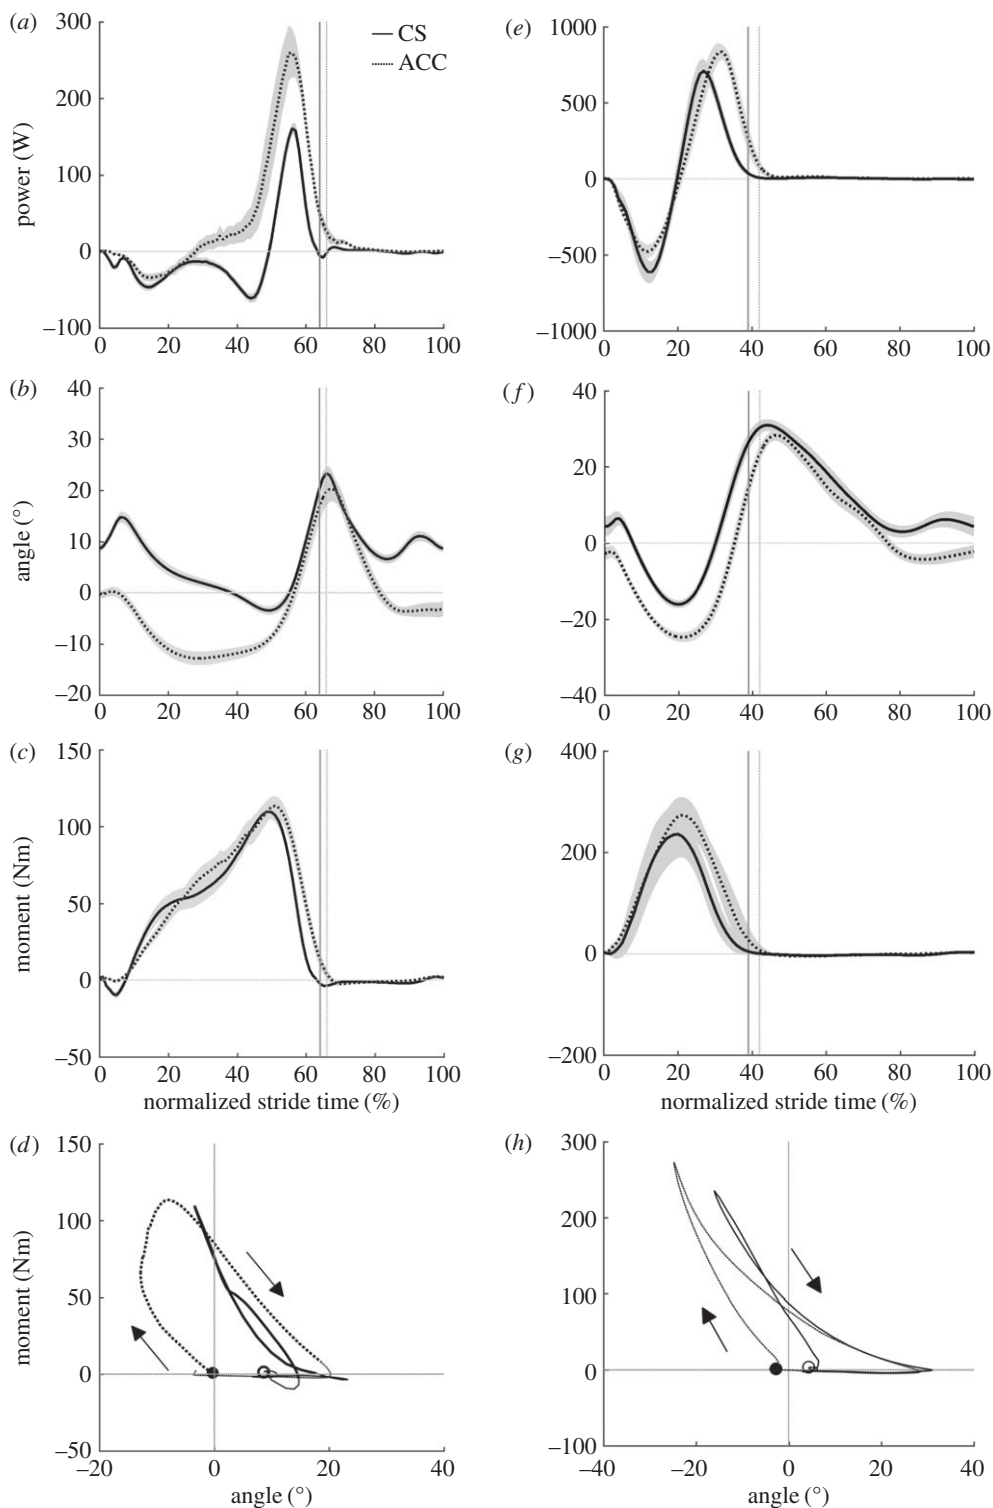 (a)
300
200
100
0
–100
power (W)
CS
ACC
0 20 40 60 80 100
(e)
1000
500
0
–500
–1000
0 20 40 60 80 100
(b)
40
30
20
10
0
–10
–20
angle (°)
0 20 40 60 80 100
(f)
40
20
0
–20
–40
0 20 40 60 80 100
(c)
150
100
50
0
–50
moment (Nm)
0 20 40 60 80 100
normalized stride time (%)
(g)
400
200
0
–200
0 20 40 60 80 100
normalized stride time (%)
(d)
150
100
50
0
–50
moment (Nm)
–20 0 20 40
angle (°)
(h)
300
200
100
0
–100
–40 –20 0 20 40
angle (°)